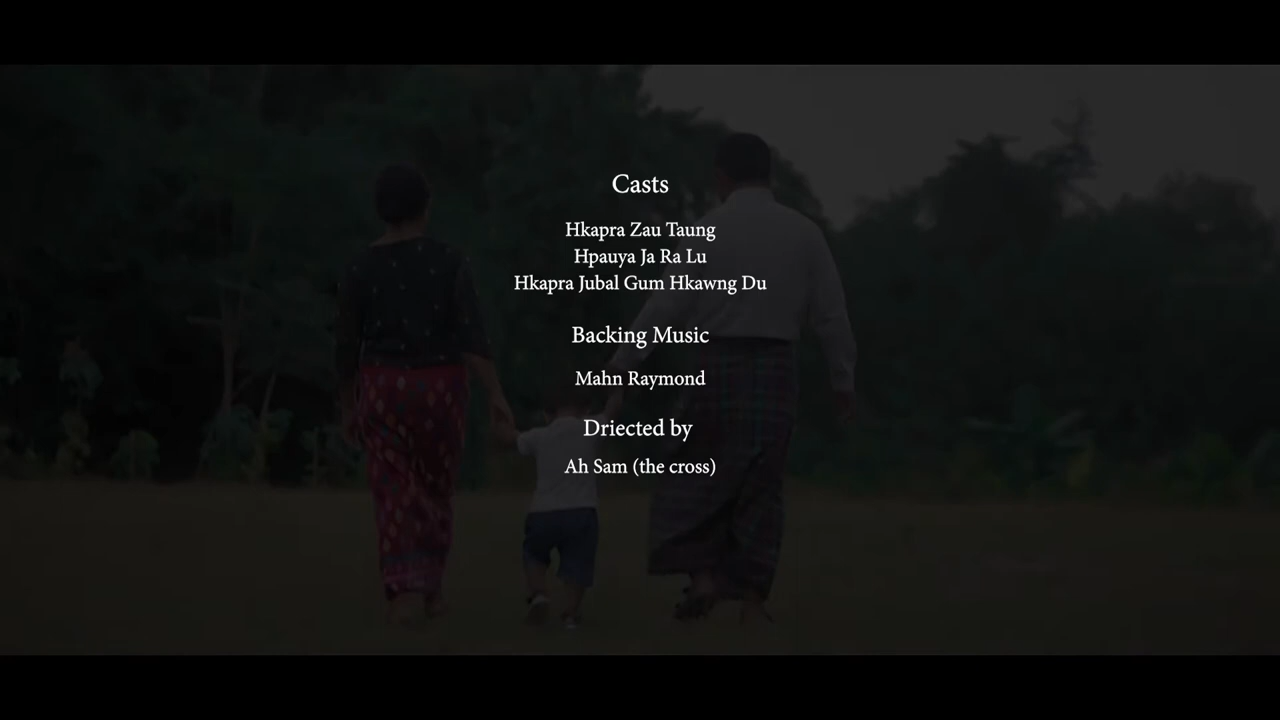 Casts
Hkapra Zau Taung
Hpauya Ja Ra Lu
Hkapra Jubal Gum Hkawng Du
Backing Music
Mahn Raymond
Driected by
Ah Sam (the cross)